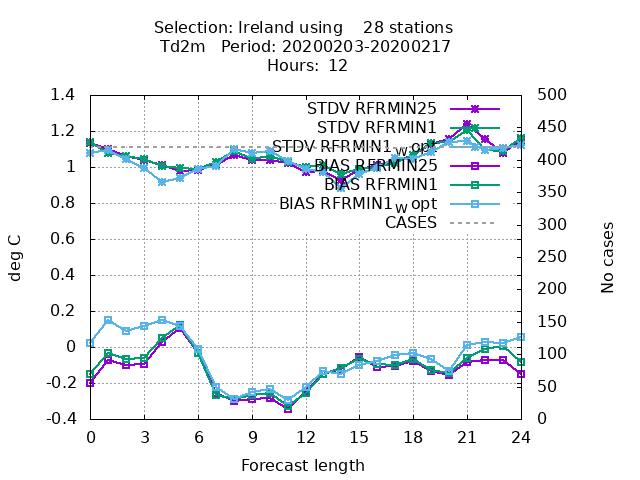 Selection: Ireland using 28 stations
Td2m Period: 20200203-20200217
Hours: 12
STDV RFRMIN25
STDV RFRMIN1
STDV RFRMIN1_W opt
BIAS RFRMIN25
BIAS RFRMIN1
BIAS RFRMIN1_W opt
CASES
1.4
1.2
1
0.8
0.6
0.4
0.2
0
-0.2
-0.4
deg C
500
450
400
350
300
250
200
150
100
50
0
No cases
0 3 6 9 12 15 18 21 24
Forecast length